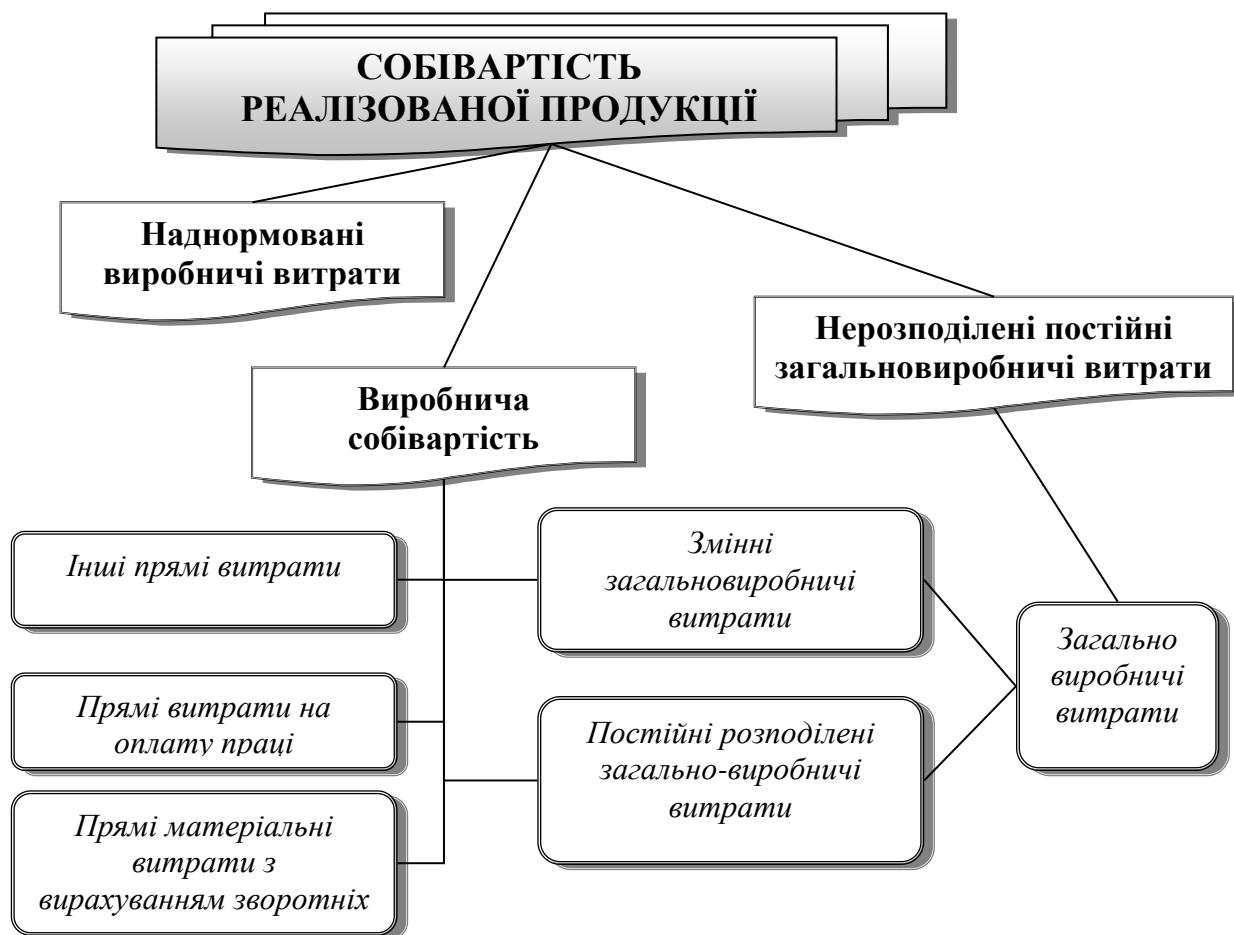 СОБІВАРТІСТЬ
РЕАЛІЗОВАНОЇ ПРОДУКЦІЇ
Наднормовані
виробничі витрати
Нерозподілені постійні
загальновиробничі витрати
Виробнича
собівартість
Інші прямі витрати
Змінні
загальновиробничі
витрати
Загально
виробничі
витрати
Прямі витрати на
оплату праці
Постійні розподілені
загально-виробничі
витрати
Прямі матеріальні
витрати з
вирахуванням зворотніх